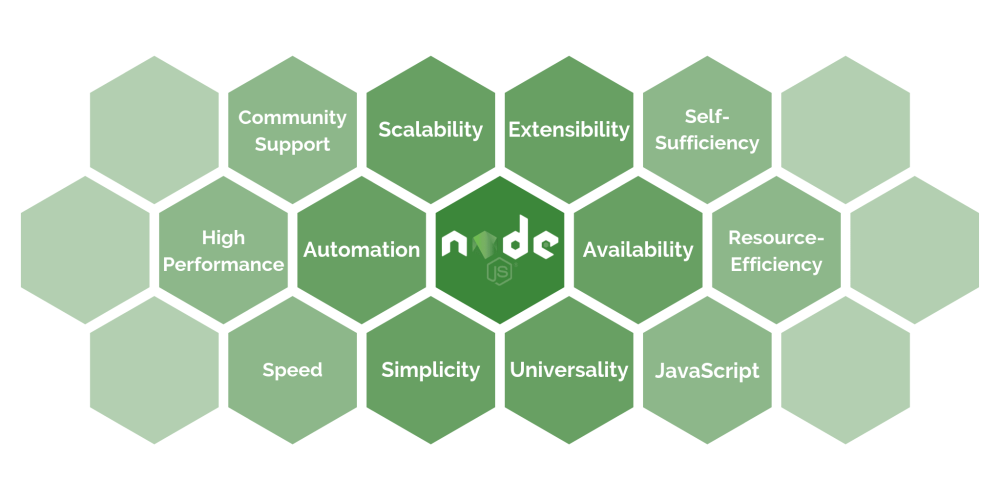 Community
Support
Scalability
Extensibility
Self-
Sufficiency
High
Performance
Automation
node
JS
Availability
Resource-
Efficiency
Speed
Simplicity
Universality
JavaScript